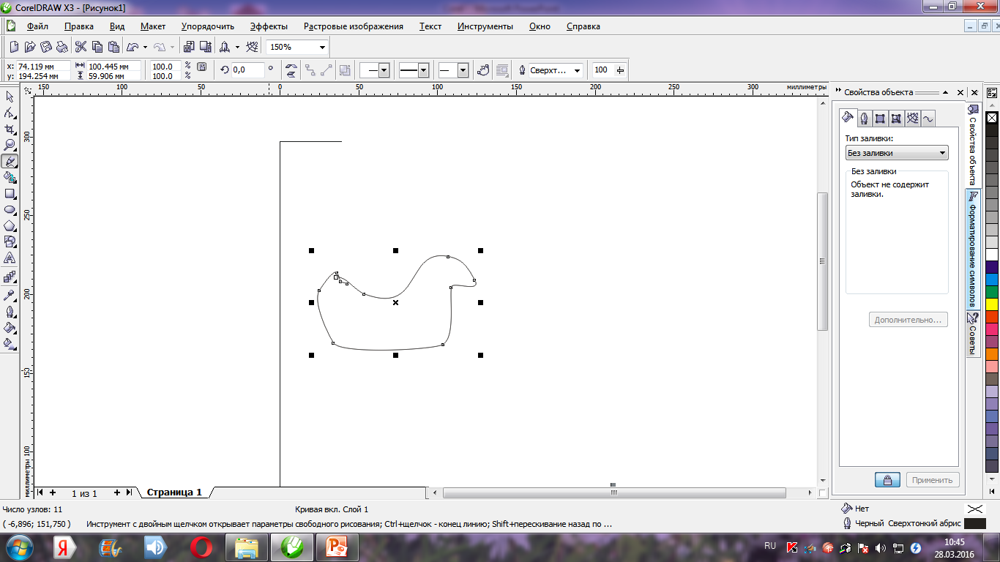 CorelDRAW X3 - [Рисунок1]
Файл Правка Вид Макет Упорядочить Эффекты Растровые изображения Текст Инструменты Окно Справка
150%
x: 74.119 мм 100.445 мм 100.0 % 0,0 ° Сверхт... 100
y: 194.254 мм 59.906 мм 100.0 %
150 100 50 0 50 100 150 200 250 300 миллиметры
300
250
200
150
100
миллиметры
Свойства объекта
Тип заливки:
Без заливки
Без заливки
Объект не содержит
заливки.
Дополнительно...
Применить
Свойства объекта
Форматирование символов
Советы
1 из 1 Страница 1
Число узлов: 11 Кривая вкл. Слой 1 Нет
( -6,896; 151,750 ) Инструмент с двойным щелчком открывает параметры свободного рисования; Ctrl+щелчок - конец линию; Shift+перескивание назад по ... Черный Сверхтонкий абрис
RU 10:45
28.03.2016